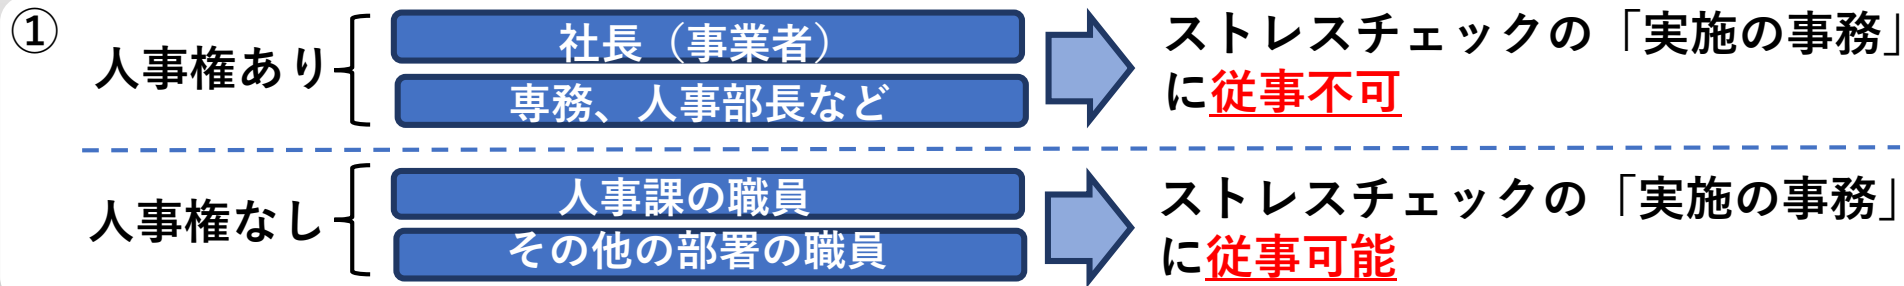 ①
人事権あり
社長（事業者）
専務、人事部長など
ストレスチェックの「実施の事務」
に従事不可
人事権なし
人事課の職員
その他の部署の職員
ストレスチェックの「実施の事務」
に従事可能